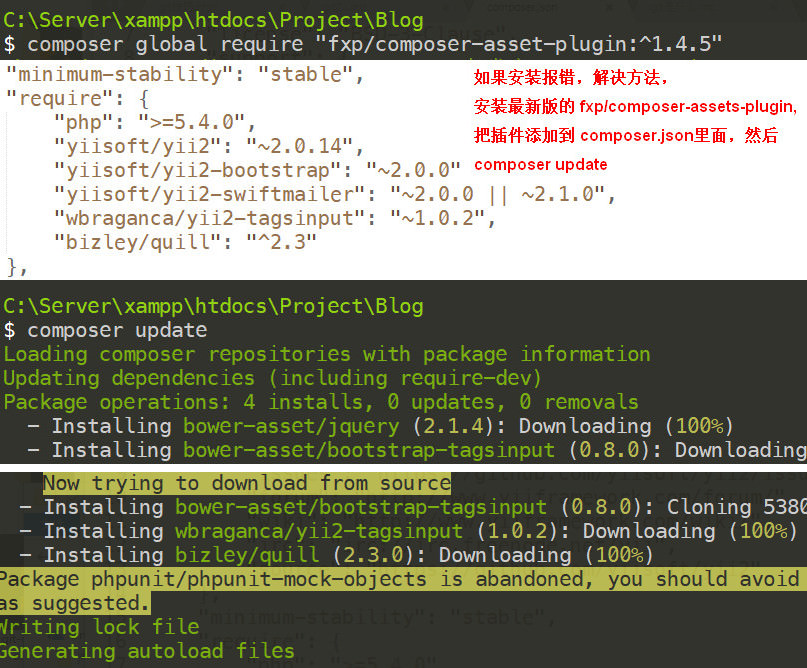 C:\Server\xampp\htdocs\Project\Blog
$ composer global require "fxp/composer-asset-plugin:^1.4.5"
"minimum-stability": "stable",
"require": {
"php": ">=5.4.0",
"yiisoft/yii2": "~2.0.14",
"yiisoft/yii2-bootstrap": "~2.0.0"
"yiisoft/yii2-swiftmailer": "~2.0.0 || ~2.1.0",
"wbraganca/yii2-tagsinput": "~1.0.2",
"bizley/quill": "^2.3"
},
如果安装报错，解决方法，
安装最新版的 fxp/composer-assets-plugin,
把插件添加到 composer.json里面，然后
composer update
C:\Server\xampp\htdocs\Project\Blog
$ composer update
Loading composer repositories with package information
Updating dependencies (including require-dev)
Package operations: 4 installs, 0 updates, 0 removals
- Installing bower-asset/jquery (2.1.4): Downloading (100%)
- Installing bower-asset/bootstrap-tagsinput (0.8.0): Downloading
Now trying to download from source
- Installing bower-asset/bootstrap-tagsinput (0.8.0): Cloning 5380
- Installing wbraganca/yii2-tagsinput (1.0.2): Downloading (100%)
- Installing bizley/quill (2.3.0): Downloading (100%)
Package phpunit/phpunit-mock-objects is abandoned, you should avoid
as suggested.
Writing lock file
Generating autoload files